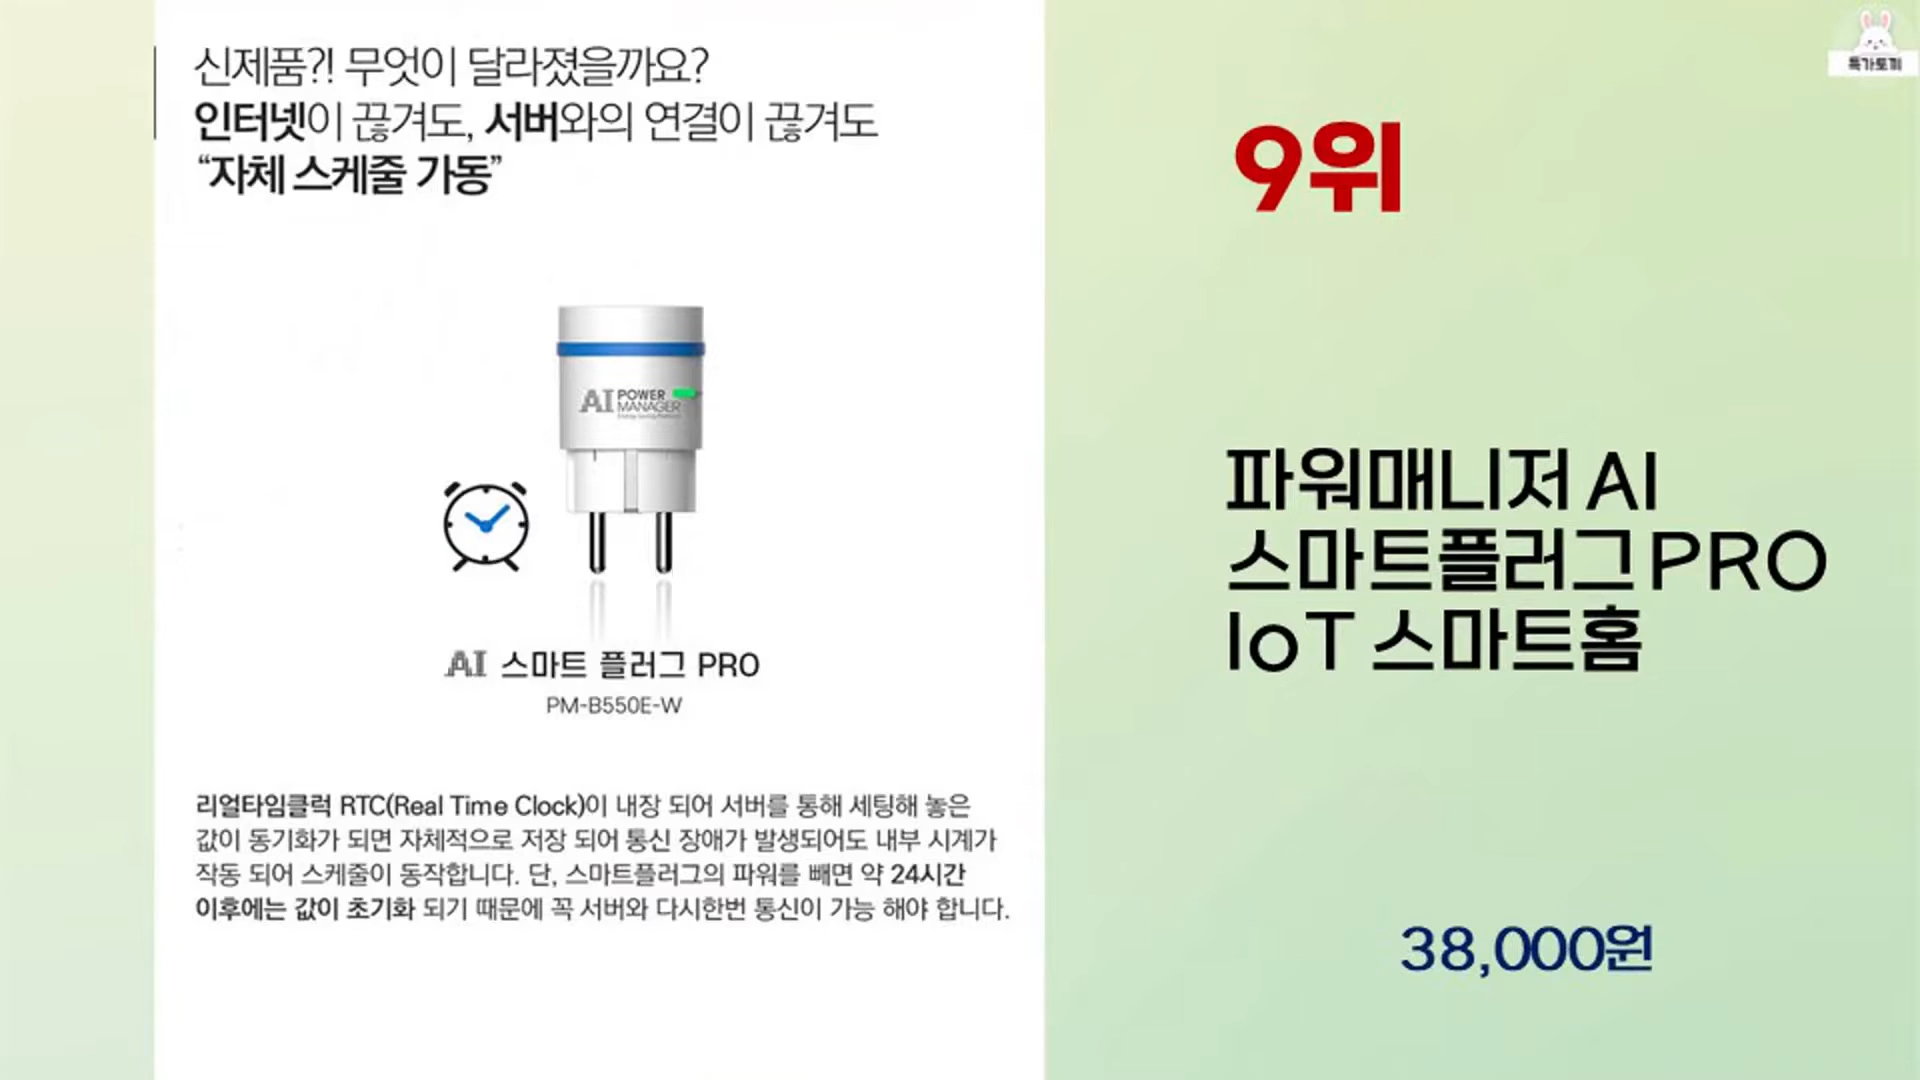 신제품?! 무엇이 달라졌을까요?
인터넷이 끊겨도, 서버와의 연결이 끊겨도
“자체 스케줄 가동”
AI POWER MANAGER
AI 스마트 플러그 PRO
PM-B550E-W
리얼타임클럭 RTC(Real Time Clock)이 내장 되어 서버를 통해 세팅해 놓은
값이 동기화가 되면 자체적으로 저장 되어 통신 장애가 발생되어도 내부 시계가
작동 되어 스케줄이 동작합니다. 단, 스마트플러그의 파워를 빼면 약 24시간
이후에는 값이 초기화 되기 때문에 꼭 서버와 다시한번 통신이 가능 해야 합니다.
특가토끼
9위
파워매니저 AI
스마트플러그 PRO
IoT 스마트홈
38,000원